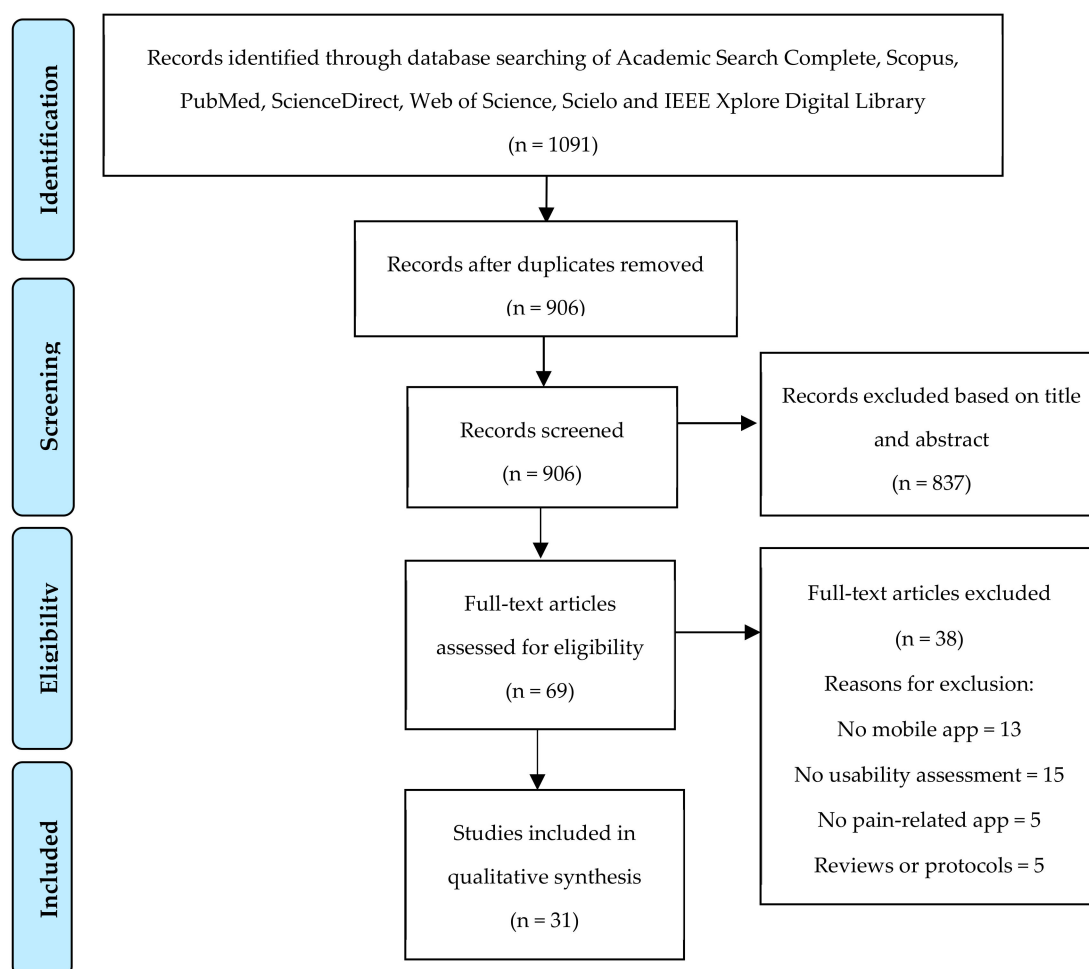 Identification
Records identified through database searching of Academic Search Complete, Scopus,
PubMed, ScienceDirect, Web of Science, Scielo and IEEE Xplore Digital Library
(n = 1091)
Records after duplicates removed
(n = 906)
Screening
Records screened
(n = 906)
Records excluded based on title
and abstract
(n = 837)
Eligibility
Full-text articles
assessed for eligibility
(n = 69)
Full-text articles excluded
(n = 38)
Reasons for exclusion:
No mobile app = 13
No usability assessment = 15
No pain-related app = 5
Reviews or protocols = 5
Included
Studies included in
qualitative synthesis
(n = 31)